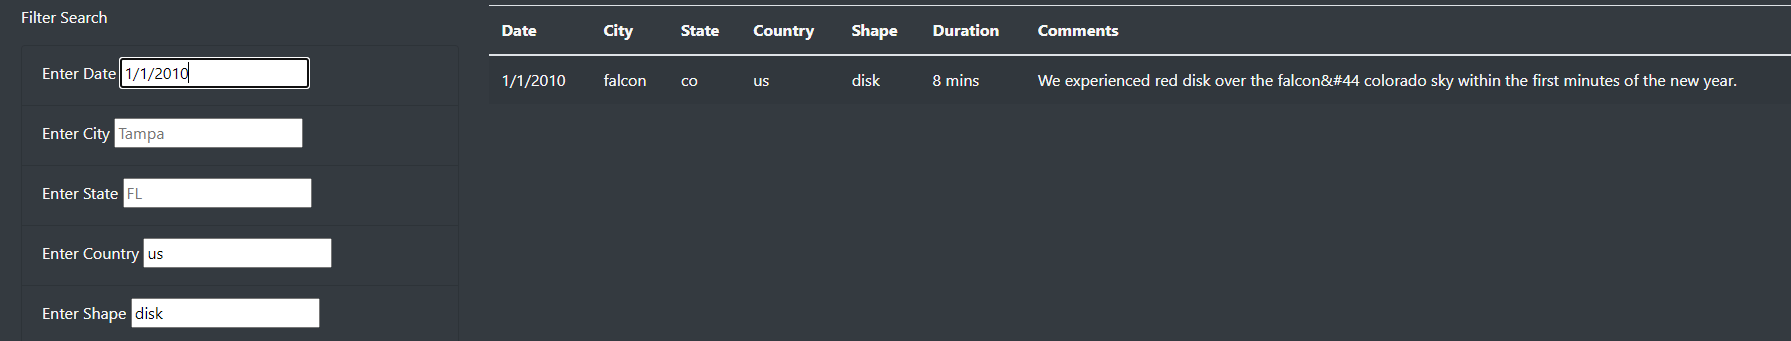 Filter Search
Enter Date 1/1/2010
Enter City Tampa
Enter State FL
Enter Country us
Enter Shape disk
Date City State Country Shape Duration Comments
1/1/2010 falcon co us disk 8 mins We experienced red disk over the falcon&#44 colorado sky within the first minutes of the new year.